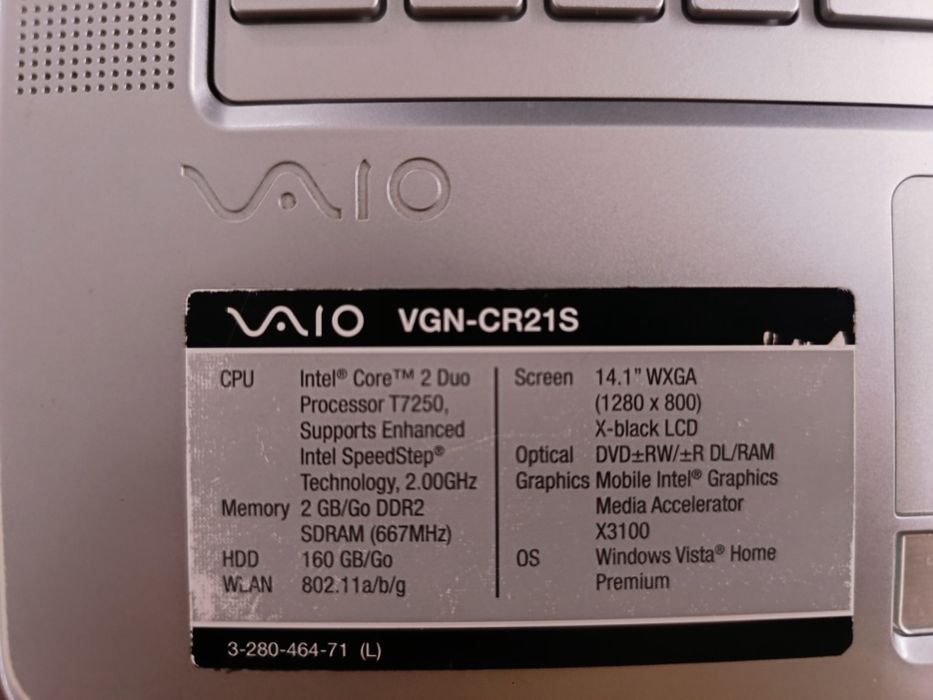 VAIO
VAIO VGN-CR21S
CPU Intel® Core™ 2 Duo
Processor T7250,
Supports Enhanced
Intel SpeedStep®
Technology, 2.00GHz
Memory 2 GB/Go DDR2
SDRAM (667MHz)
HDD 160 GB/Go
WLAN 802.11a/b/g
Screen 14.1" WXGA
(1280 x 800)
X-black LCD
Optical DVD±RW/±R DL/RAM
Graphics Mobile Intel® Graphics
Media Accelerator
X3100
OS Windows Vista® Home
Premium
3-280-464-71 (L)